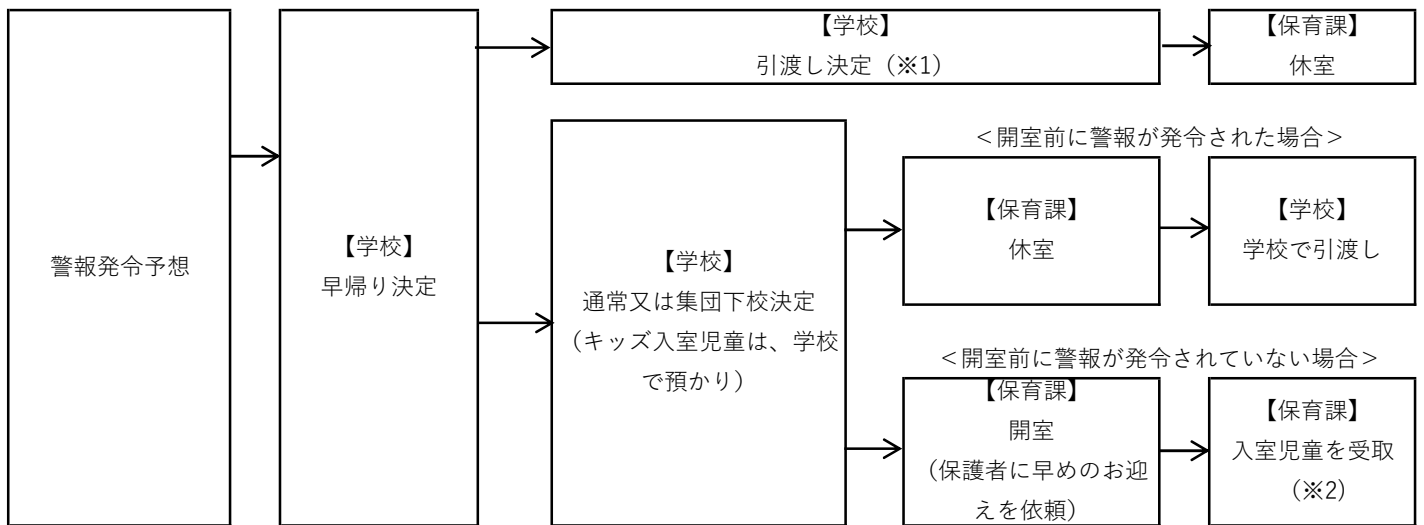 警報発令予想
【学校】
早帰り決定
【学校】
引渡し決定（※1）
【保育課】
休室
【学校】
通常又は集団下校決定
（キッズ入室児童は、学校
で預かり）
＜開室前に警報が発令された場合＞
【保育課】
休室
【学校】
学校で引渡し
＜開室前に警報が発令されていない場合＞
【保育課】
開室
（保護者に早めのお迎
えを依頼）
【保育課】
入室児童を受取
（※2）